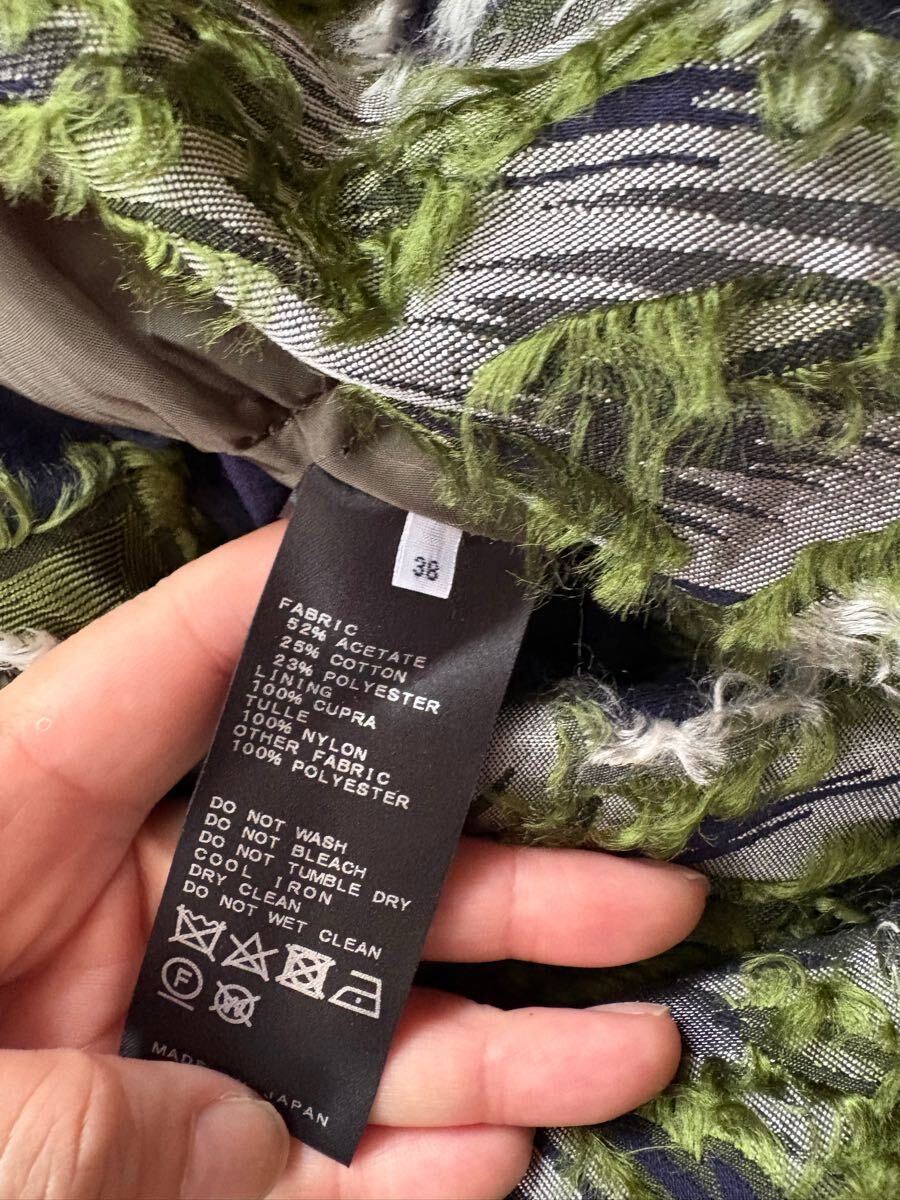 38
FABRIC
52% ACETATE
25% COTTON
23% POLYESTER
LINING
100% CUPRA
TULLE
100% NYLON
OTHER FABRIC
100% POLYESTER
DO NOT WASH
DO NOT BLEACH
DO NOT TUMBLE DRY
COOL IRON
DRY CLEAN
DO NOT WET CLEAN
F
W
MADE JAPAN